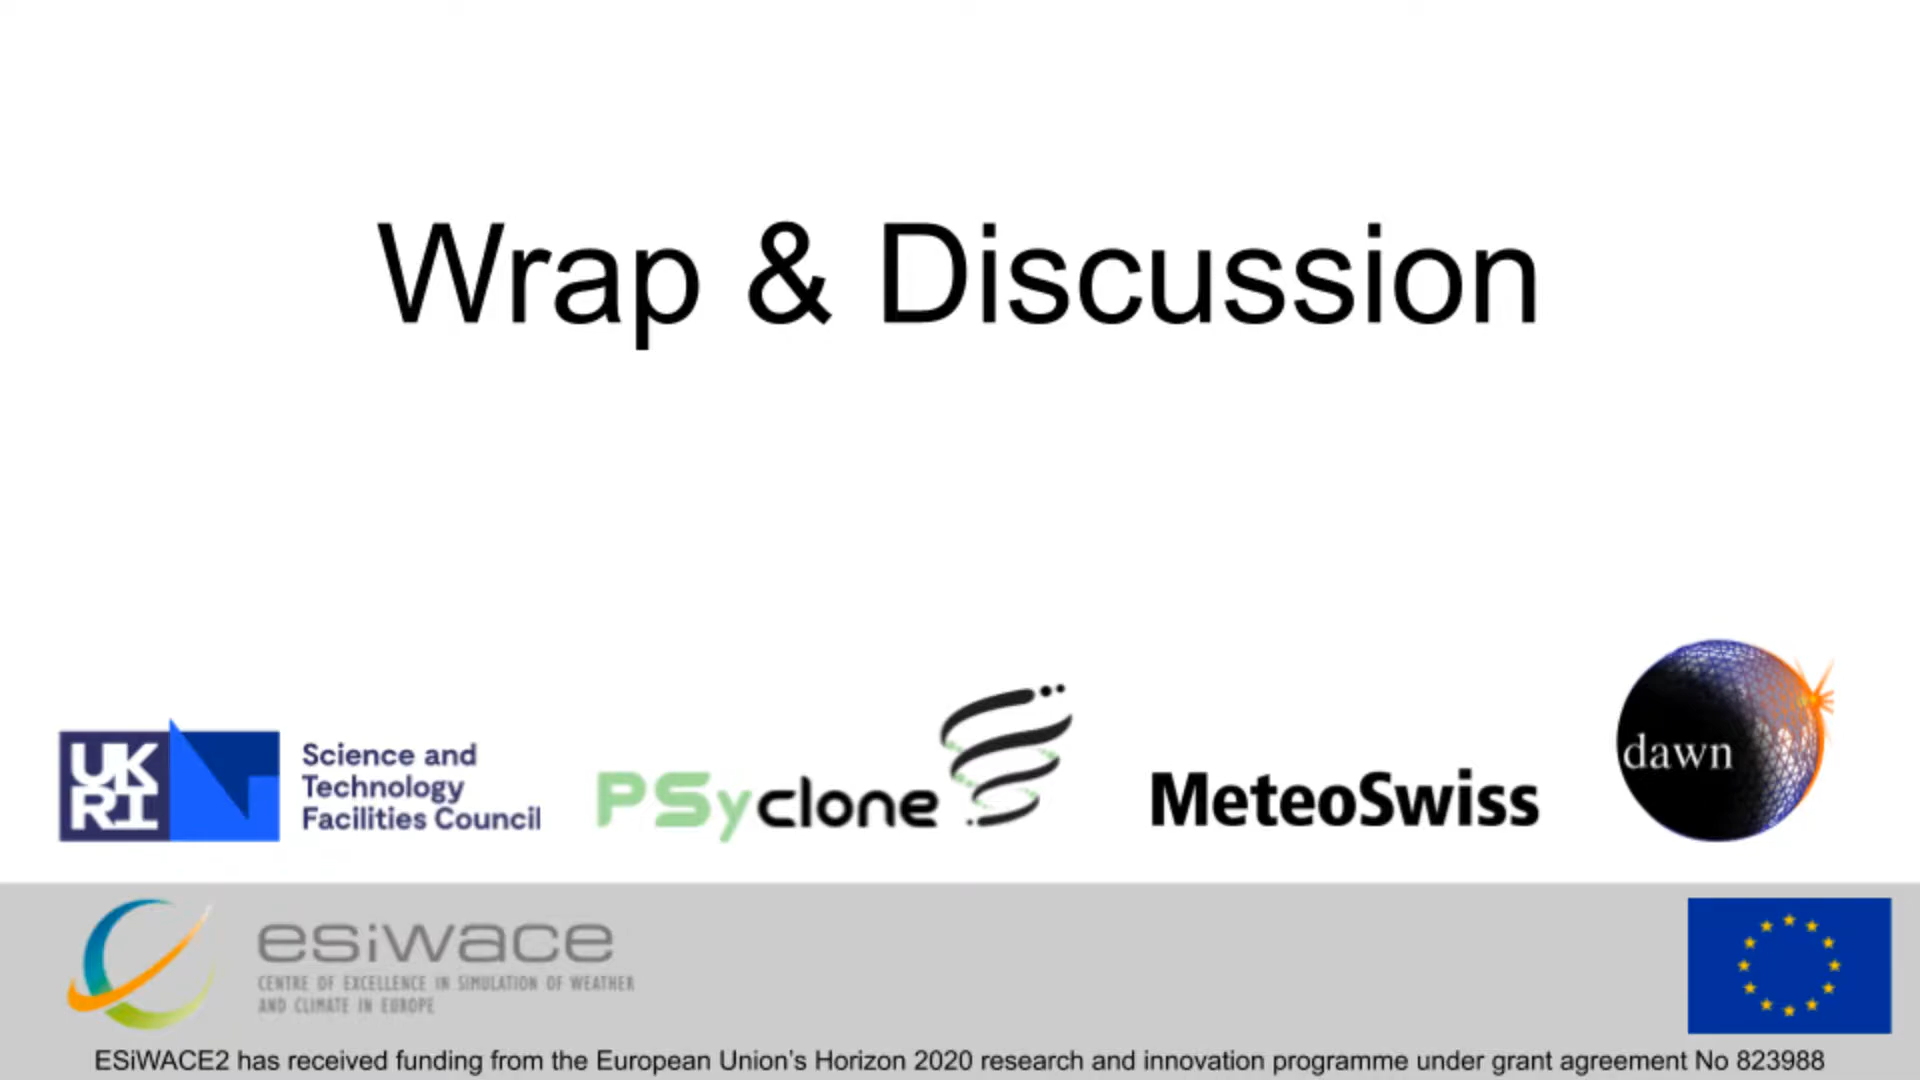 Wrap & Discussion
UK
RI
Science and
Technology
Facilities Council
PSyclone
MeteoSwiss
dawn
esiwace
CENTRE OF EXCELLENCE IN SIMULATION OF WEATHER
AND CLIMATE IN EUROPE
ESiWACE2 has received funding from the European Union's Horizon 2020 research and innovation programme under grant agreement No 823988